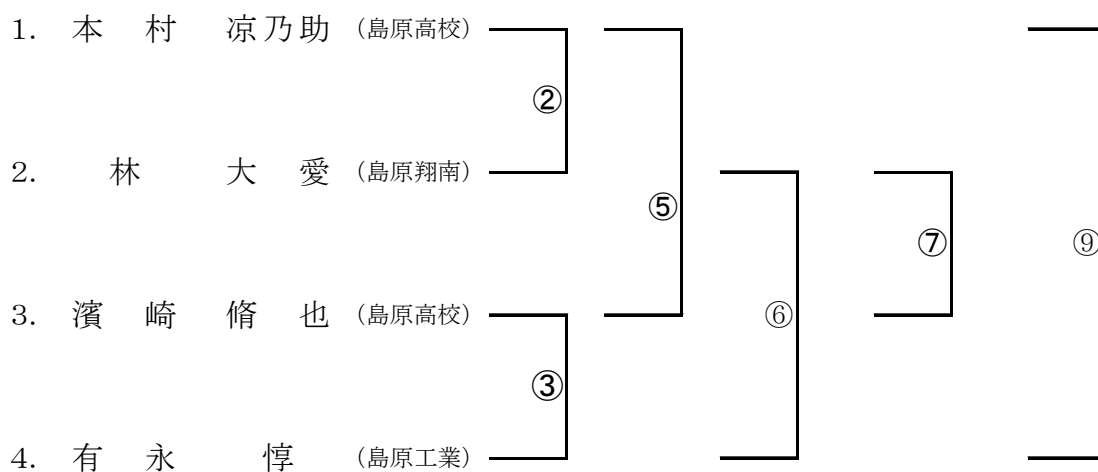 1. 本村 凉乃助 (島原高校)
②
2. 林 大愛 (島原翔南)
⑤
⑦
⑨
3. 濱崎 脩也 (島原高校)
⑥
③
4. 有永 惇 (島原工業)